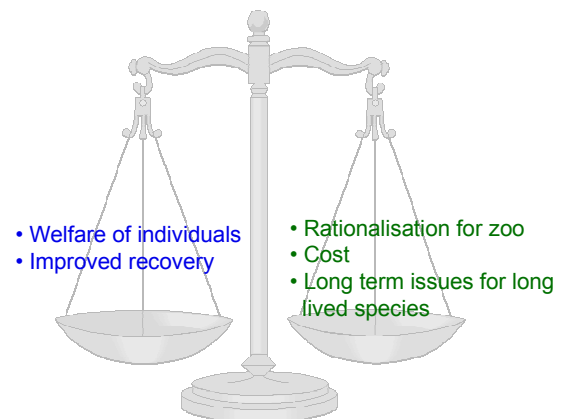 • Welfare of individuals
• Improved recovery
• Rationalisation for zoo
• Cost
• Long term issues for long
lived species